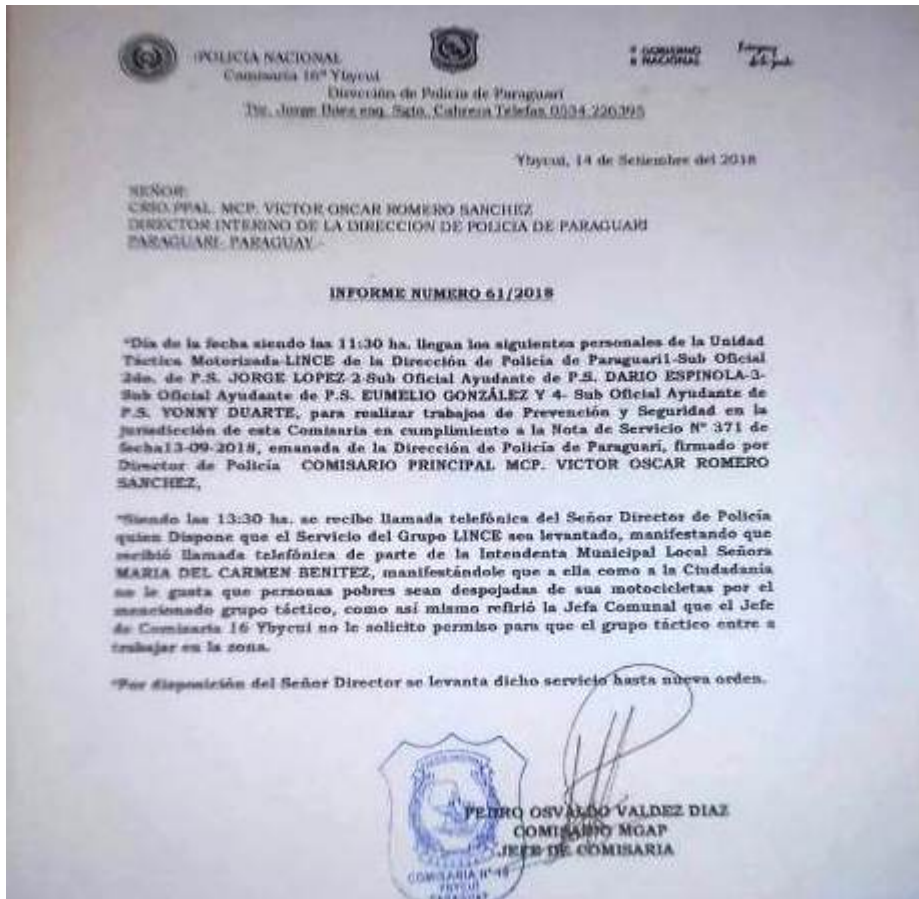 POLICIA NACIONAL
Comisaria 16ª Ybycui
Dirección de Policia de Paraguari
Tte. Jorge Báez esq. Sgto. Cabrera Telefax 0534 226395
GOBIERNO
NACIONAL
Paraguay
de la gente
Ybycui, 14 de Setiembre del 2018
SEÑOR:
CRIO.PPAL. MCP. VICTOR OSCAR ROMERO SANCHEZ
DIRECTOR INTERINO DE LA DIRECCION DE POLICIA DE PARAGUARI
PARAGUARI- PARAGUAY.-
INFORME NUMERO 61/2018
*Día de la fecha siendo las 11:30 hs. llegan los siguientes personales de la Unidad
Táctica Motorizada-LINCE de la Dirección de Policía de Paraguari1-Sub Oficial
2do. de P.S. JORGE LOPEZ-2-Sub Oficial Ayudante de P.S. DARIO ESPINOLA-3-
Sub Oficial Ayudante de P.S. EUMELIO GONZÁLEZ Y 4- Sub Oficial Ayudante de
P.S. YONNY DUARTE, para realizar trabajos de Prevención y Seguridad en la
jurisdicción de esta Comisaria en cumplimiento a la Nota de Servicio Nº 371 de
fecha13-09-2018, emanada de la Dirección de Policía de Paraguari, firmado por
Director de Policía COMISARIO PRINCIPAL MCP. VICTOR OSCAR ROMERO
SANCHEZ,
*Siendo las 13:30 hs. se recibe llamada telefónica del Señor Director de Policía
quien Dispone que el Servicio del Grupo LINCE sea levantado, manifestando que
recibió llamada telefónica de parte de la Intendenta Municipal Local Señora
MARIA DEL CARMEN BENITEZ, manifestándole que a ella como a la Ciudadanía
no le gusta que personas pobres sean despojadas de sus motocicletas por el
mencionado grupo táctico, como así mismo refirió la Jefa Comunal que el Jefe
de Comisaria 16 Ybycui no le solicito permiso para que el grupo táctico entre a
trabajar en la zona.
*Por disposición del Señor Director se levanta dicho servicio hasta nueva orden.
PEDRO OSVALDO VALDEZ DIAZ
COMISARIO MGAP
JEFE DE COMISARIA
COMISARIA Nº 16
YBYCUI
PARAGUAY